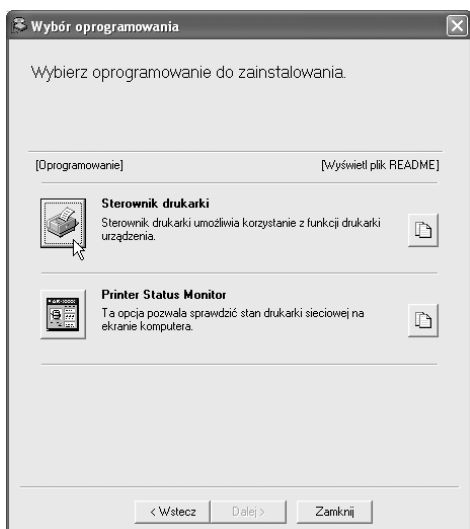 Wybór oprogramowania
Wybierz oprogramowanie do zainstalowania.
[Oprogramowanie] [Wyświetl plik README]
Sterownik drukarki
Sterownik drukarki umożliwia korzystanie z funkcji drukarki
urządzenia.
Printer Status Monitor
Ta opcja pozwala sprawdzić stan drukarki sieciowej na
ekranie komputera.
< Wstecz Dalej > Zamknij